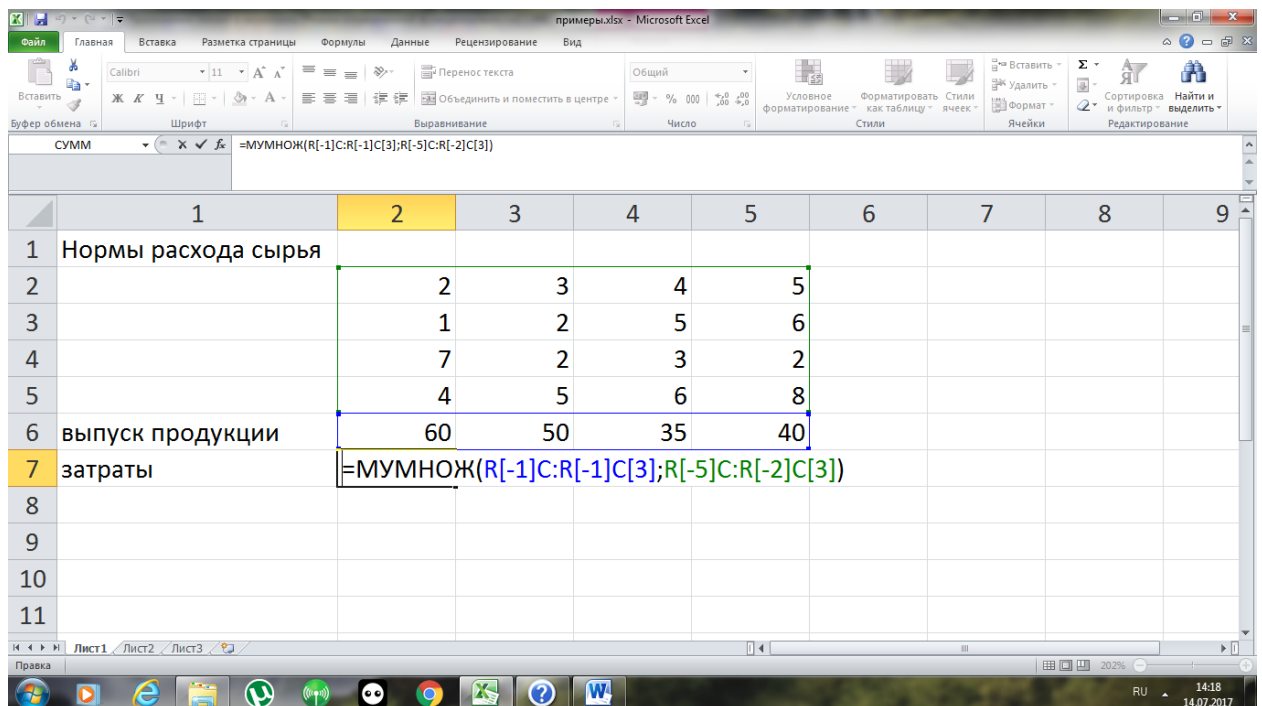 примеры.xlsx - Microsoft Excel
Файл Главная Вставка Разметка страницы Формулы Данные Рецензирование Вид
Вставить
Calibri 11 A A
Ж К Ч А
Перенос текста
Объединить и поместить в центре
Общий
% 000 ,00 ,00
Условное форматирование
Форматировать как таблицу
Стили ячеек
Вставить
Удалить
Формат
Σ
Сортировка и фильтр
Найти и выделить
Буфер обмена Шрифт Выравнивание Число Стили Ячейки Редактирование
СУММ fx =МУМНОЖ(R[-1]C:R[-1]C[3];R[-5]C:R[-2]C[3])
1 2 3 4 5 6 7 8 9
1 Нормы расхода сырья
2 2 3 4 5
3 1 2 5 6
4 7 2 3 2
5 4 5 6 8
6 выпуск продукции 60 50 35 40
7 затраты =МУМНОЖ(R[-1]C:R[-1]C[3];R[-5]C:R[-2]C[3])
8
9
10
11
Лист1 Лист2 Лист3
Правка 202%
RU 14:18
14.07.2017